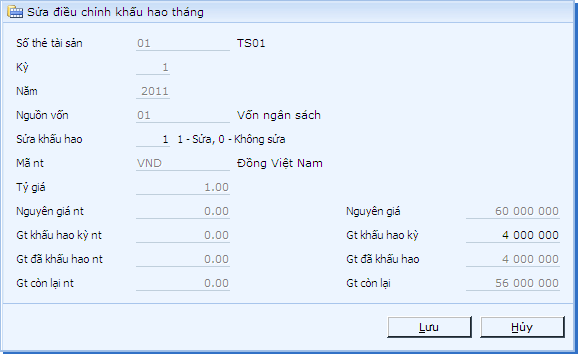 Sửa điều chỉnh khấu hao tháng
Số thẻ tài sản 01 TS01
Kỳ 1
Năm 2011
Nguồn vốn 01 Vốn ngân sách
Sửa khấu hao 1 1 - Sửa, 0 - Không sửa
Mã nt VND Đồng Việt Nam
Tỷ giá 1.00
Nguyên giá nt 0.00 Nguyên giá 60 000 000
Gt khấu hao kỳ nt 0.00 Gt khấu hao kỳ 4 000 000
Gt đã khấu hao nt 0.00 Gt đã khấu hao 4 000 000
Gt còn lại nt 0.00 Gt còn lại 56 000 000
Lưu Hủy